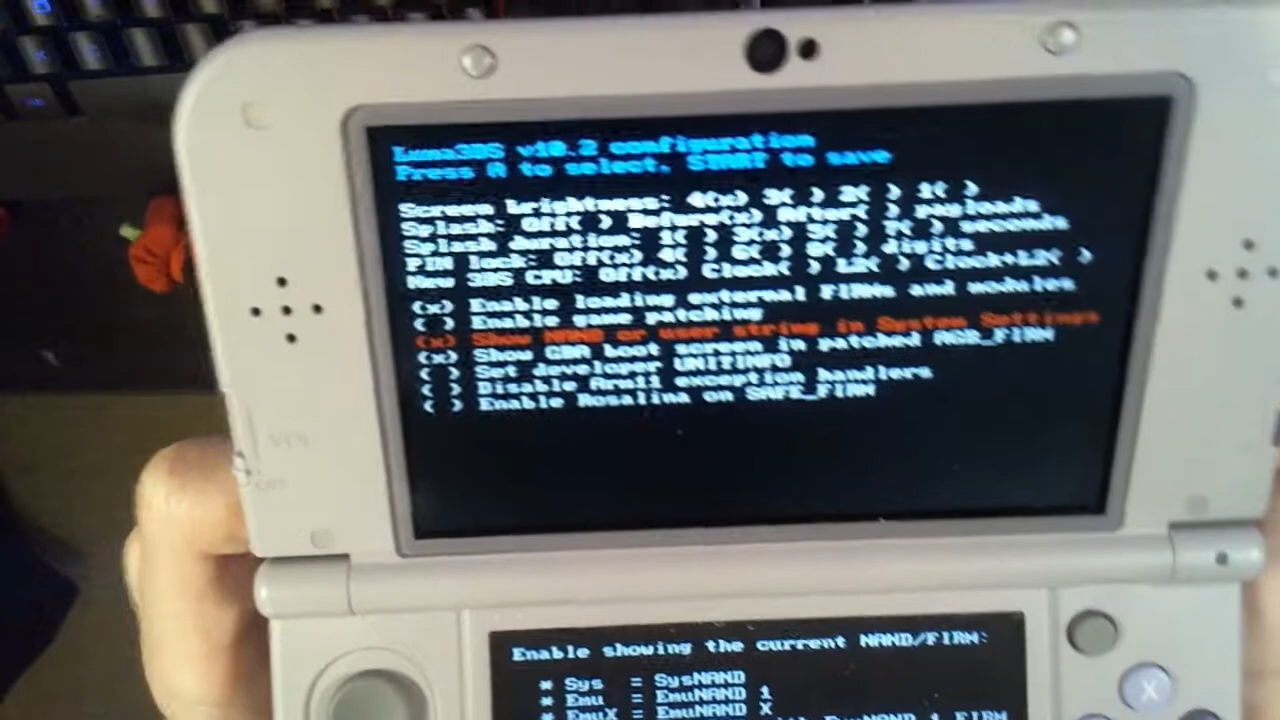 Luma3DS v10.2 configuration
Press A to select, START to save
Screen brightness: 4(x) 3( ) 2( ) 1( )
Splash: Off( ) Before(x) After( ) payloads
Splash duration: 1( ) 3(x) 5( ) 7( ) seconds
PIN lock: Off(x) 4( ) 6( ) 8( ) digits
New 3DS CPU: Off(x) Clock( ) L2( ) Clock+L2( )
(x) Enable loading external FIRMs and modules
( ) Enable game patching
(x) Show NAND or user string in System Settings
(x) Show GBA boot screen in patched AGB_FIRM
( ) Set developer UNITINFO
( ) Disable Arm11 exception handlers
( ) Enable Rosalina on SAFE_FIRM
OFF
Enable showing the current NAND/FIRM:
* Sys = SysNAND
* Emu = EmuNAND 1
* EmuX = EmuNAND X
EmuNAND 1 FIRM
X